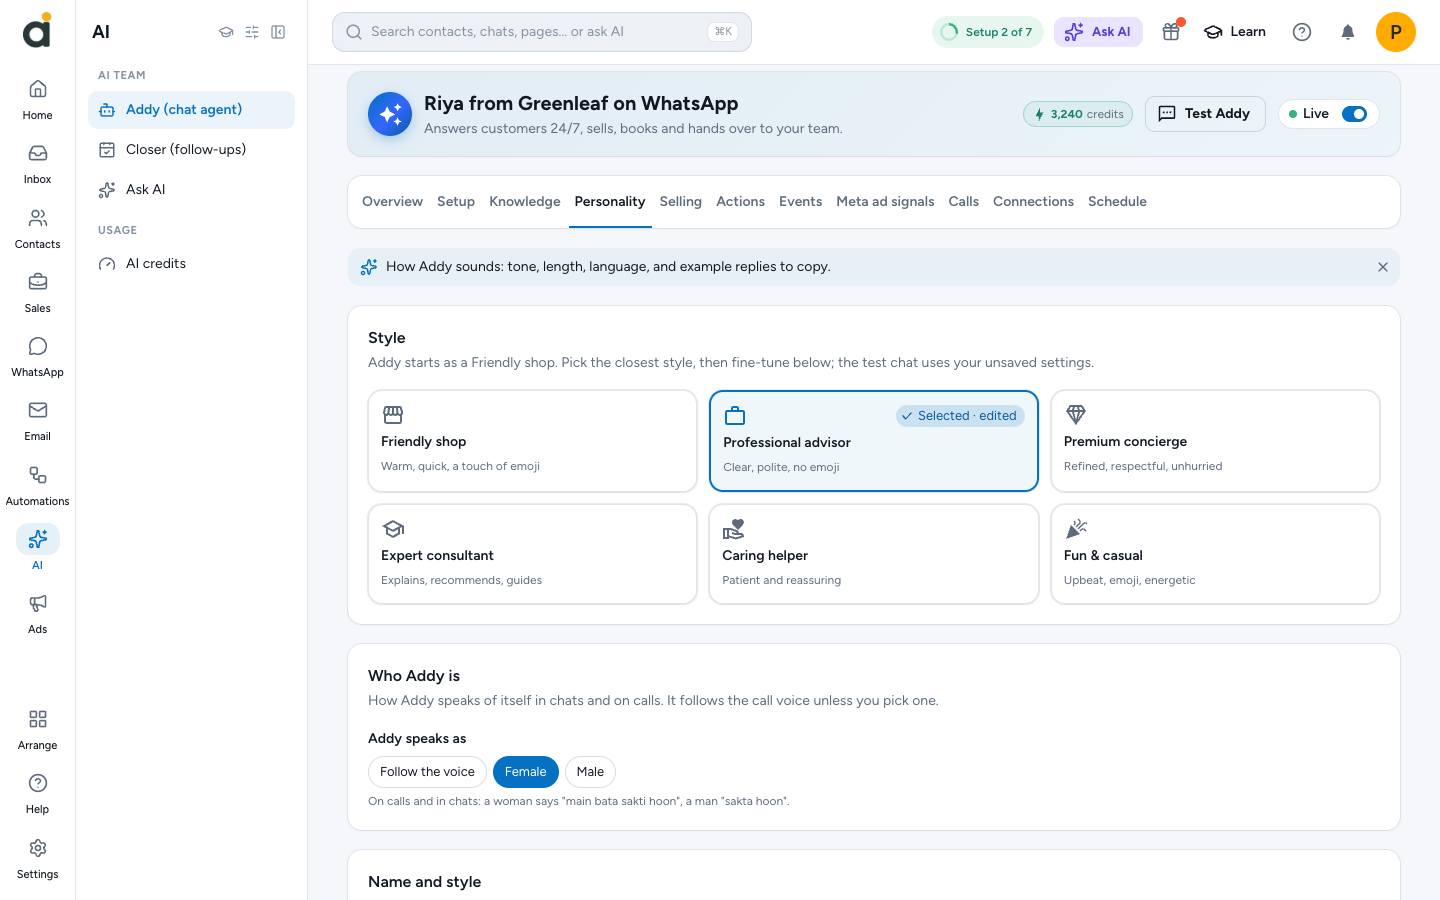 AI
Search contacts, chats, pages... or ask AI
⌘K
Setup 2 of 7
Ask AI
Learn
P
Home
Inbox
Contacts
Sales
WhatsApp
Email
Automations
AI
Ads
Arrange
Help
Settings
AI TEAM
Addy (chat agent)
Closer (follow-ups)
Ask AI
USAGE
AI credits
Riya from Greenleaf on WhatsApp
Answers customers 24/7, sells, books and hands over to your team.
3,240 credits
Test Addy
Live
Overview Setup Knowledge Personality Selling Actions Events Meta ad signals Calls Connections Schedule
How Addy sounds: tone, length, language, and example replies to copy.
Style
Addy starts as a Friendly shop. Pick the closest style, then fine-tune below; the test chat uses your unsaved settings.
Friendly shop
Warm, quick, a touch of emoji
Selected · edited
Professional advisor
Clear, polite, no emoji
Premium concierge
Refined, respectful, unhurried
Expert consultant
Explains, recommends, guides
Caring helper
Patient and reassuring
Fun & casual
Upbeat, emoji, energetic
Who Addy is
How Addy speaks of itself in chats and on calls. It follows the call voice unless you pick one.
Addy speaks as
Follow the voice Female Male
On calls and in chats: a woman says "main bata sakti hoon", a man "sakta hoon".
Name and style